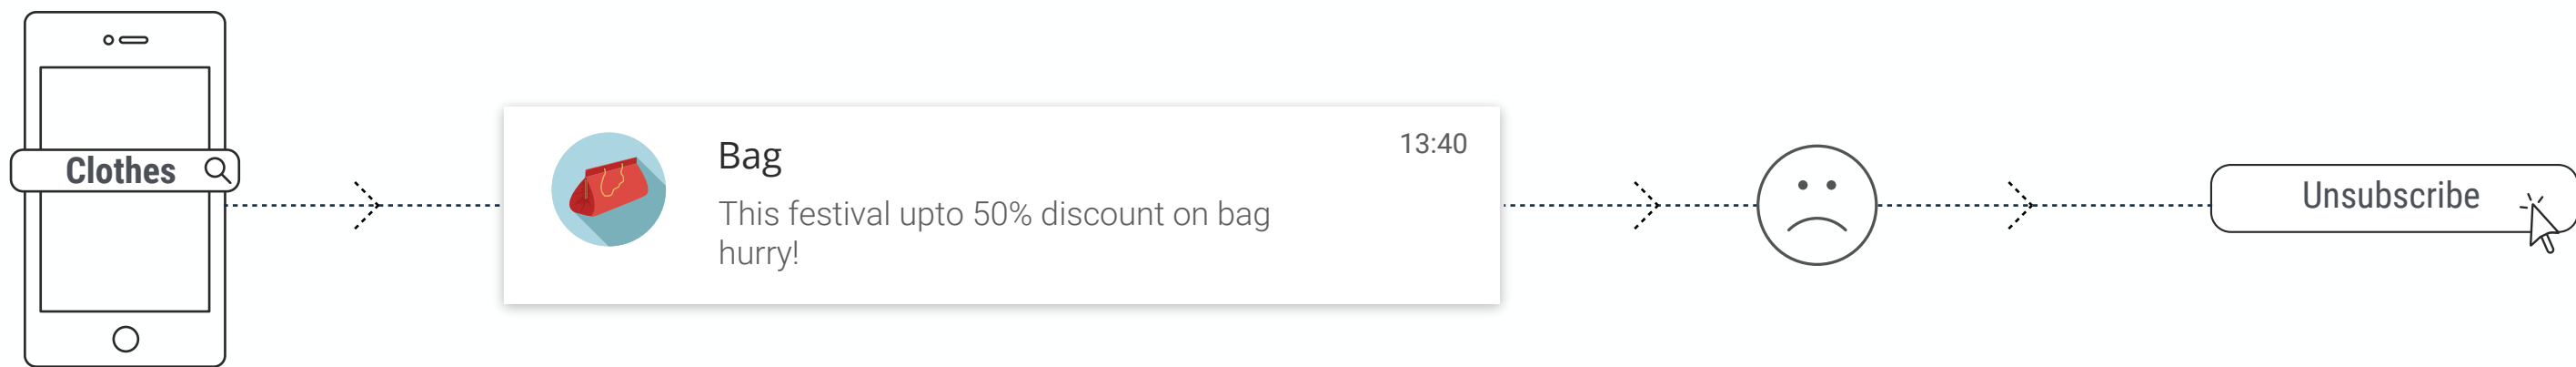 Clothes
Bag
13:40
This festival upto 50% discount on bag
hurry!
Unsubscribe